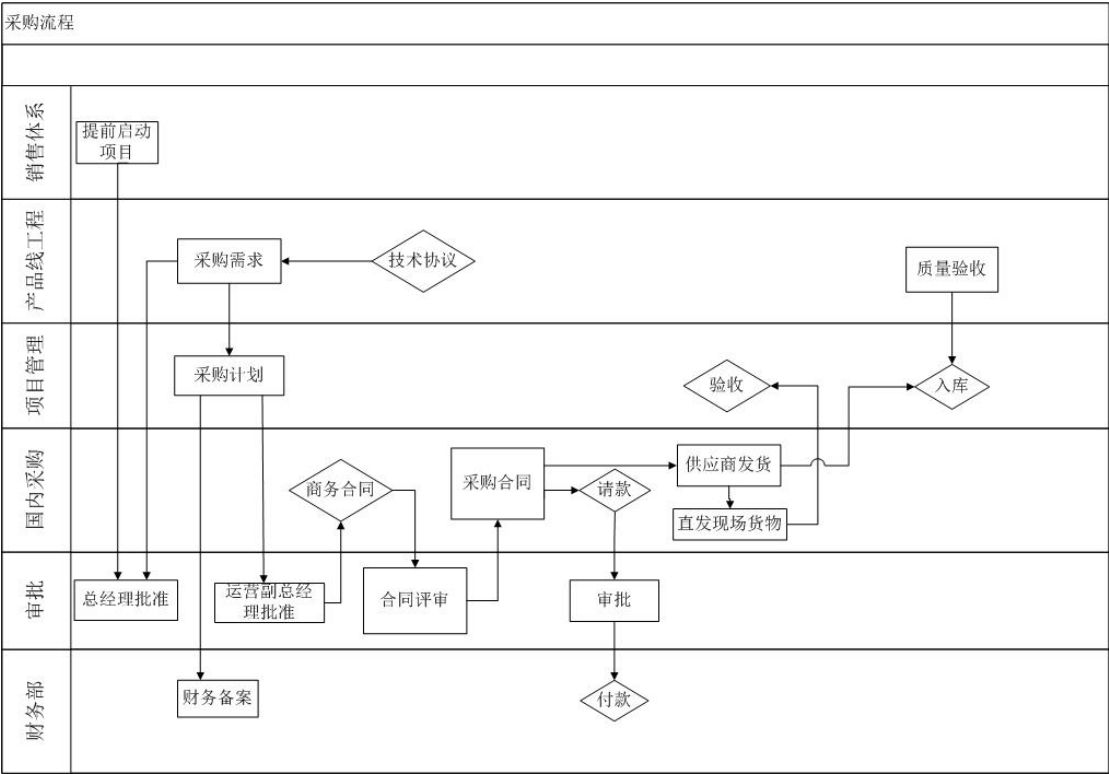 采购流程
销售体系
提前启动
项目
产品线工程
采购需求
技术协议
质量验收
项目管理
采购计划
验收
入库
国内采购
商务合同
采购合同
请款
供应商发货
直发现场货物
审批
总经理批准
运营副总经
理批准
合同评审
审批
财务部
财务备案
付款